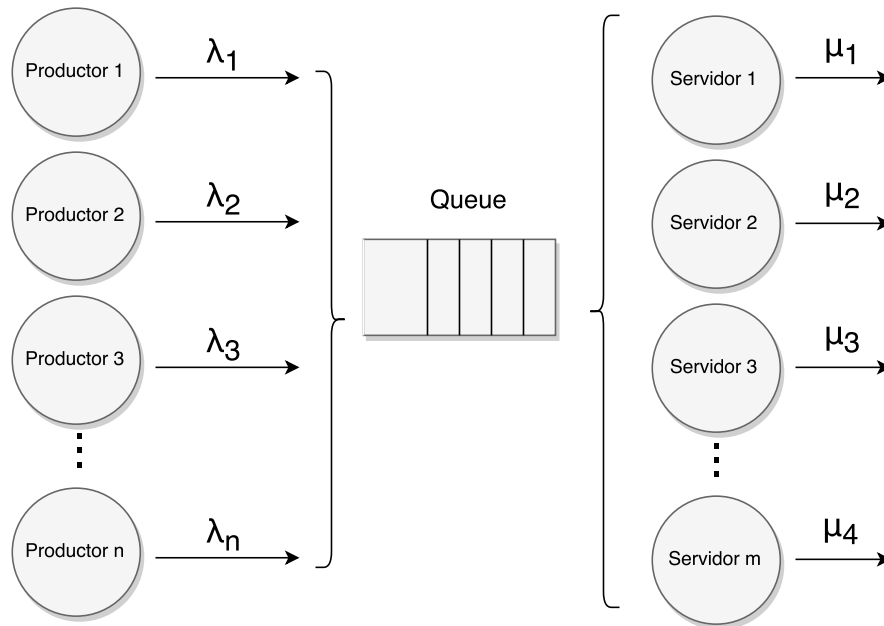 Productor 1
λ1
Servidor 1
μ1
Productor 2
λ2
Queue
Servidor 2
μ2
Productor 3
λ3
Servidor 3
μ3
Productor n
λn
Servidor m
μ4